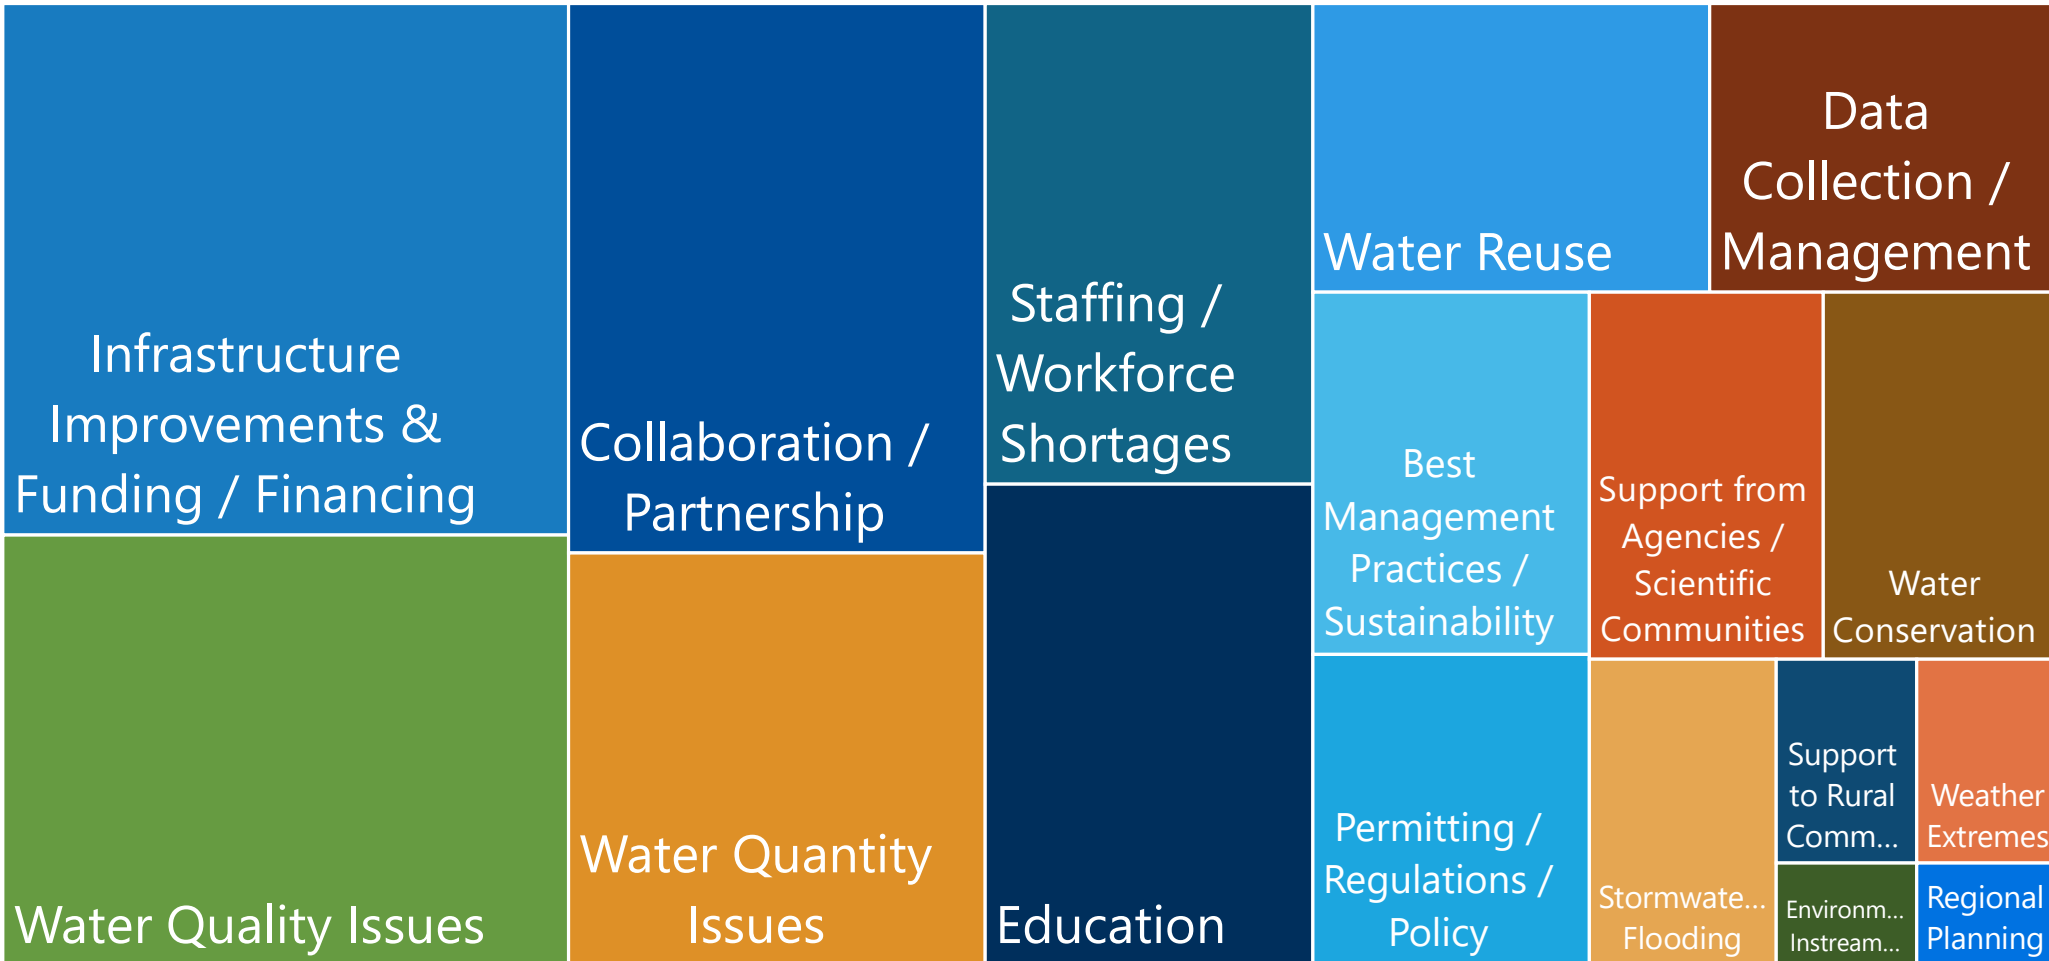 Infrastructure
Improvements &
Funding / Financing
Water Quality Issues
Collaboration /
Partnership
Water Quantity
Issues
Staffing /
Workforce
Shortages
Education
Water Reuse
Data
Collection /
Management
Best
Management
Practices /
Sustainability
Support from
Agencies /
Scientific
Communities
Water
Conservation
Permitting /
Regulations /
Policy
Stormwate...
Flooding
Support
to Rural
Comm...
Weather
Extremes
Environm...
Instream...
Regional
Planning